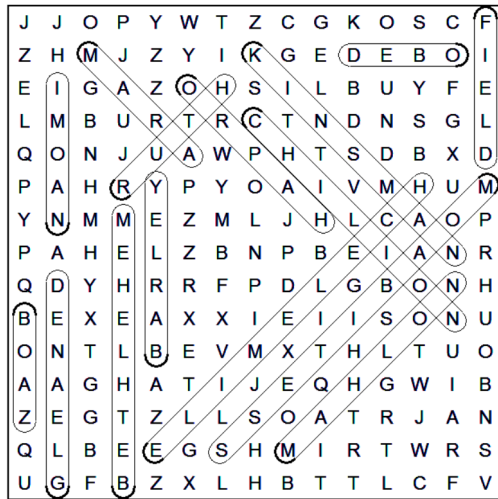 J J O P Y W T Z C G K O S C F
Z H M J Z Y I K G E D E B O I
E I G A Z O H S I L B U Y F E
L M B U R T R C T N D N S G L
Q O N J U A W P H T S D B X D
P A H R Y P Y O A I V M H U M
Y N M M E Z M L J H L C A O P
P A H E L Z B N P B E I A N R
Q D Y H R R F P D L G B O N H
B E X E A X X I E I I S O N U
O N T L B E V M X T H L T U O
A A G H A T I J E Q H G W I B
Z E G T Z L L S O A T R J A N
Q L B E E G S H M I R T W R S
U G F B Z X L H B T T L C F V